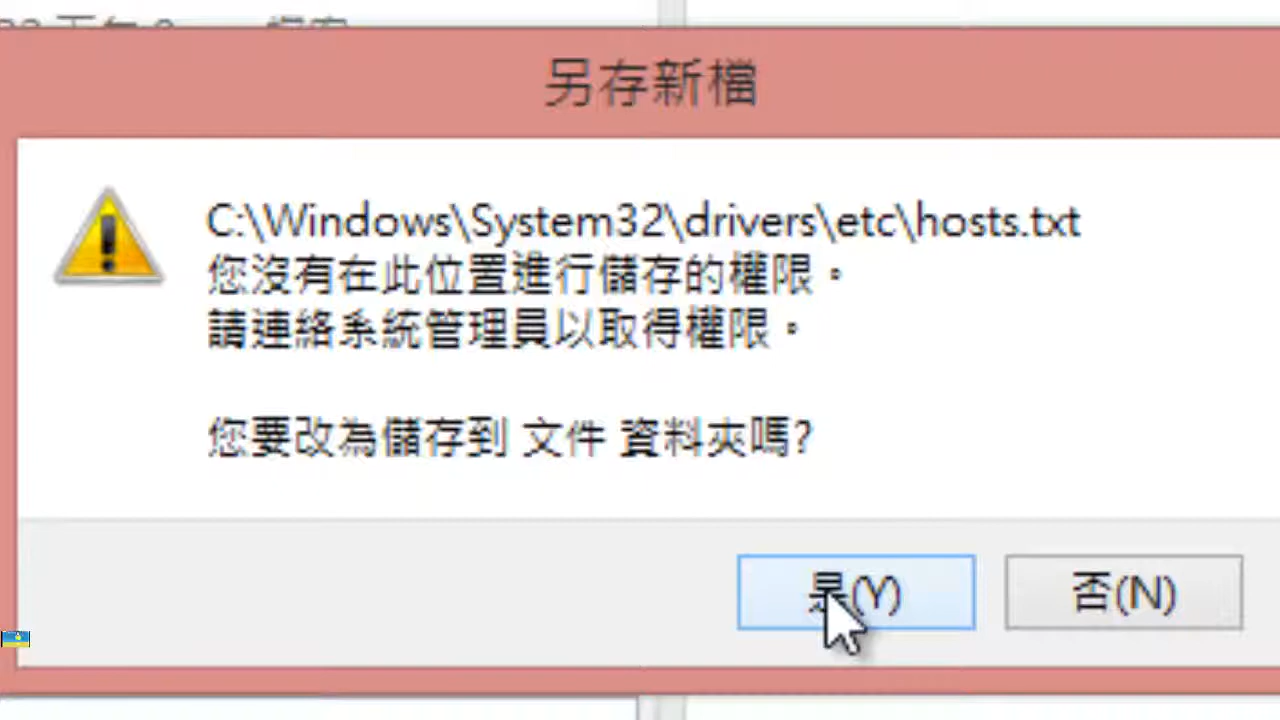 另存新檔
C:\Windows\System32\drivers\etc\hosts.txt
您沒有在此位置進行儲存的權限。
請連絡系統管理員以取得權限。
您要改為儲存到 文件 資料夾嗎?
是(Y)
否(N)